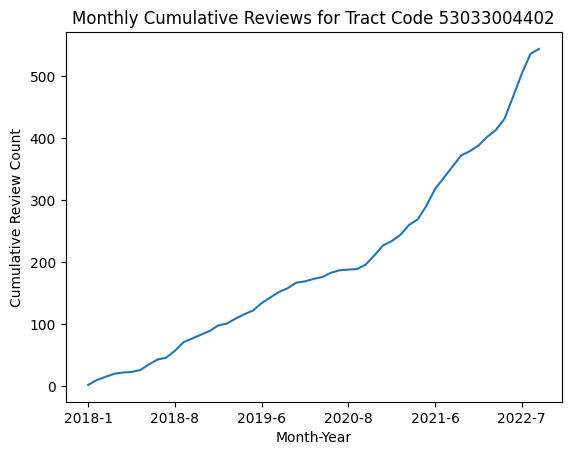 Monthly Cumulative Reviews for Tract Code 53033004402
Cumulative Review Count
500
400
300
200
100
0
2018-1 2018-8 2019-6 2020-8 2021-6 2022-7
Month-Year